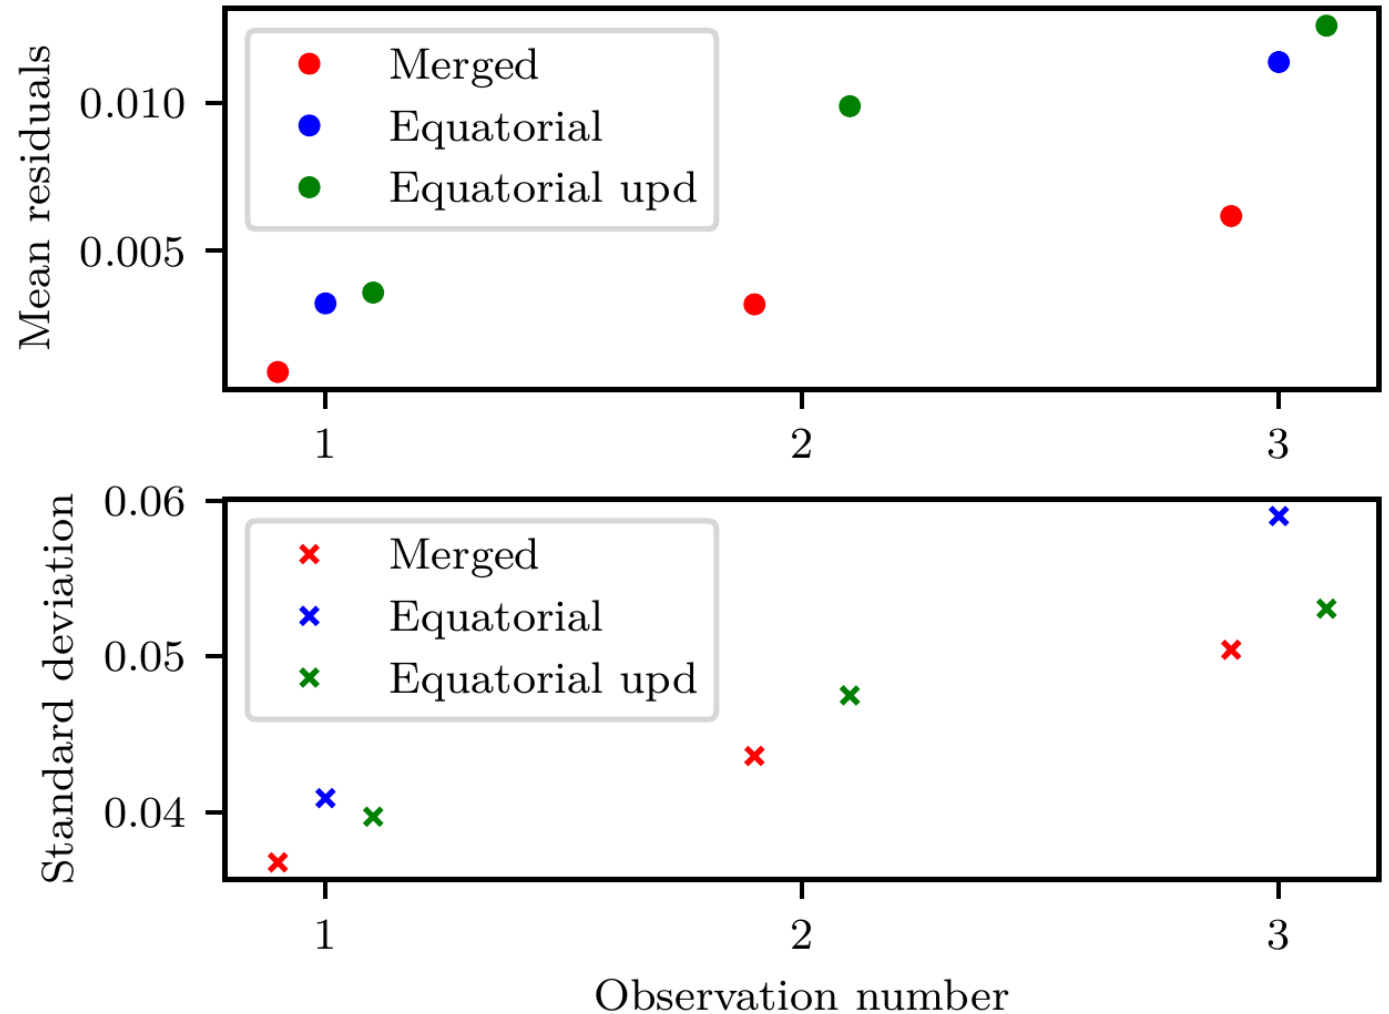 Mean residuals
0.010
0.005
Merged
Equatorial
Equatorial upd
1 2 3
Standard deviation
0.06
0.05
0.04
Merged
Equatorial
Equatorial upd
1 2 3
Observation number